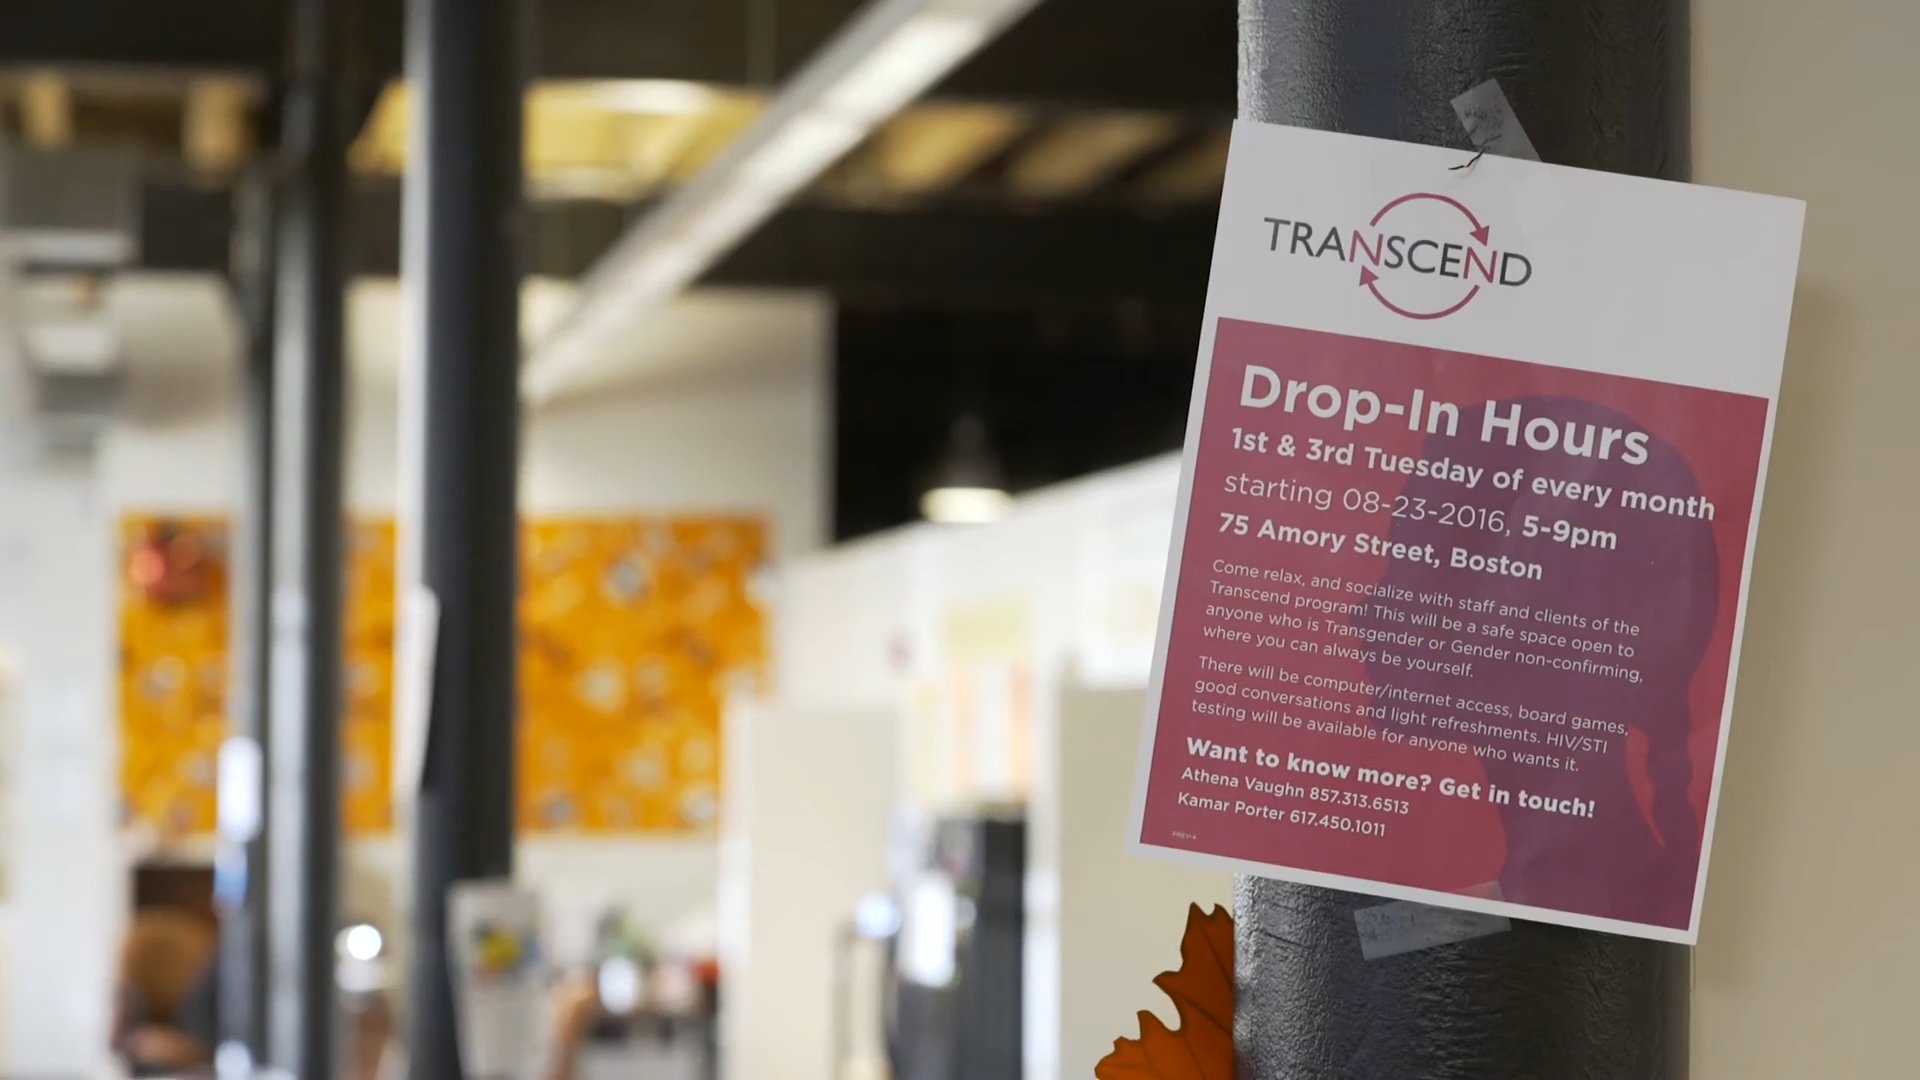 TRANSCEND
Drop-In Hours
1st & 3rd Tuesday of every month
starting 08-23-2016, 5-9pm
75 Amory Street, Boston
Come relax, and socialize with staff and clients of the
Transcend program! This will be a safe space open to
anyone who is Transgender or Gender non-confirming,
where you can always be yourself.
There will be computer/internet access, board games,
good conversations and light refreshments. HIV/STI
testing will be available for anyone who wants it.
Want to know more? Get in touch!
Athena Vaughn 857.313.6513
Kamar Porter 617.450.1011